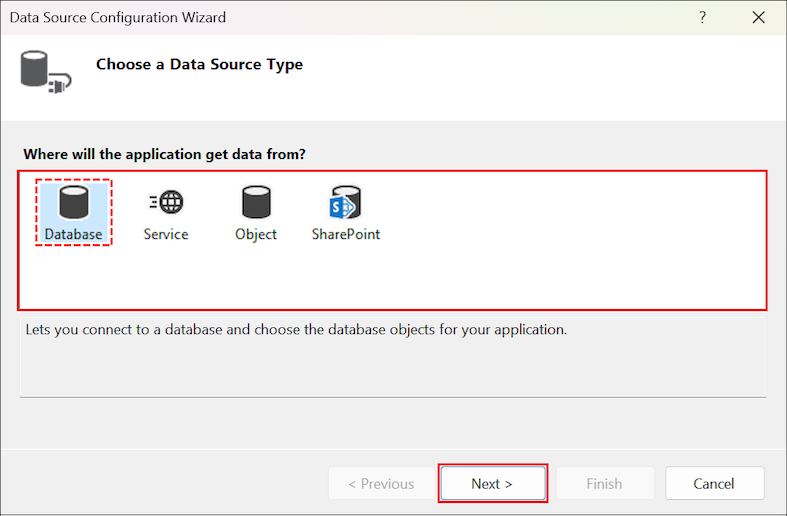 Data Source Configuration Wizard
?
Choose a Data Source Type
Where will the application get data from?
Database
Service
Object
SharePoint
Lets you connect to a database and choose the database objects for your application.
< Previous
Next >
Finish
Cancel